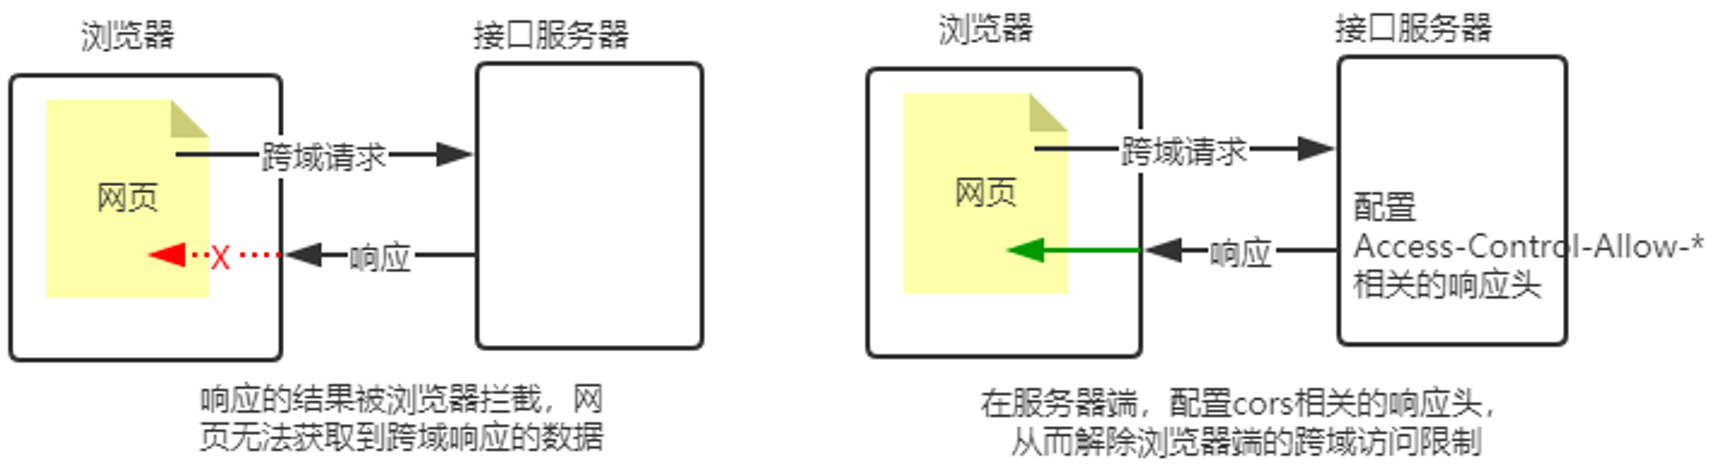 浏览器
接口服务器
跨域请求
网页
X
响应
响应的结果被浏览器拦截，网
页无法获取到跨域响应的数据
浏览器
接口服务器
跨域请求
网页
响应
配置
Access-Control-Allow-*
相关的响应头
在服务器端，配置cors相关的响应头，
从而解除浏览器端的跨域访问限制